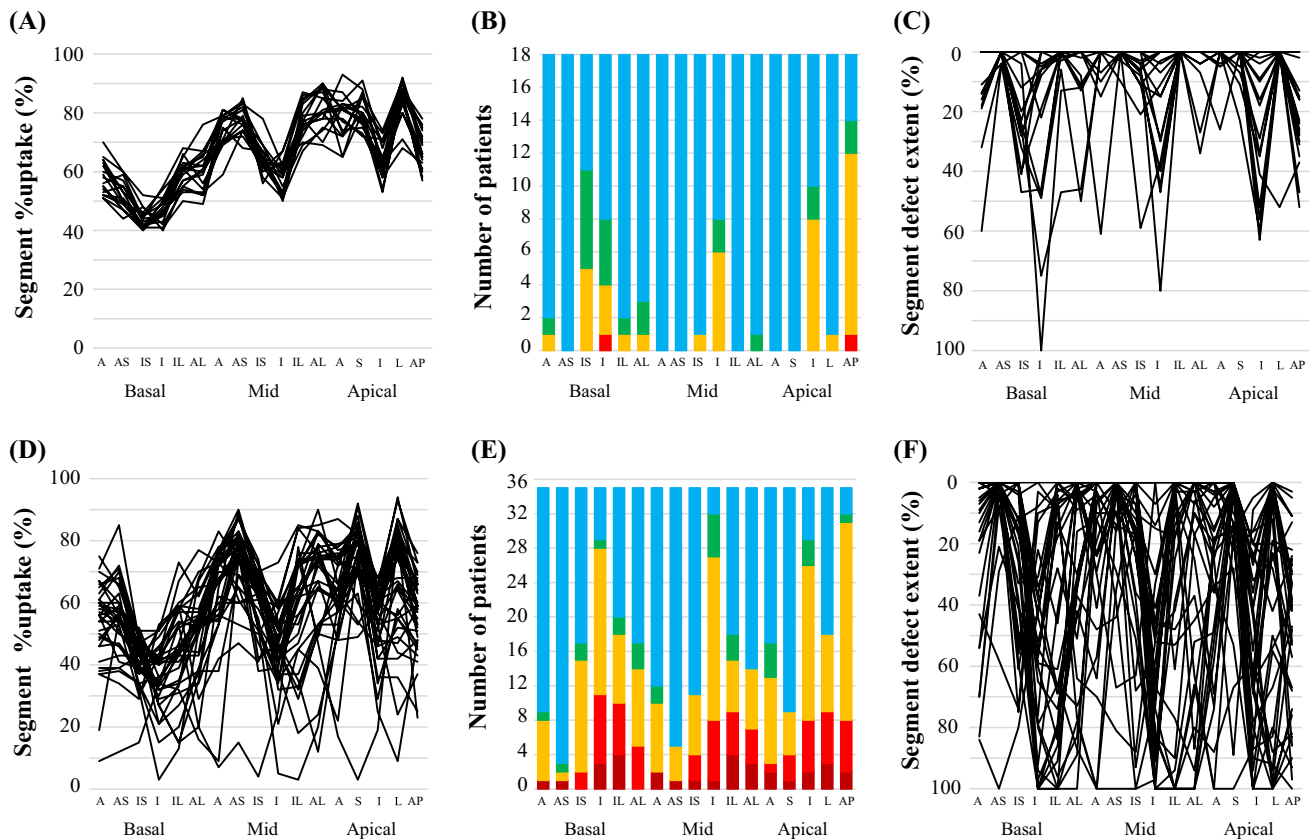 (A)
Segment %uptake (%)
100
80
60
40
20
0
A AS IS I IL AL A AS IS I IL AL A S I L AP
Basal Mid Apical
(B)
Number of patients
18
16
14
12
10
8
6
4
2
0
A AS IS I IL AL A AS IS I IL AL A S I L AP
Basal Mid Apical
(C)
Segment defect extent (%)
0
20
40
60
80
100
A AS IS I IL AL A AS IS I IL AL A S I L AP
Basal Mid Apical
(D)
Segment %uptake (%)
100
80
60
40
20
0
A AS IS I IL AL A AS IS I IL AL A S I L AP
Basal Mid Apical
(E)
Number of patients
36
32
28
24
20
16
12
8
4
0
A AS IS I IL AL A AS IS I IL AL A S I L AP
Basal Mid Apical
(F)
Segment defect extent (%)
0
20
40
60
80
100
A AS IS I IL AL A AS IS I IL AL A S I L AP
Basal Mid Apical